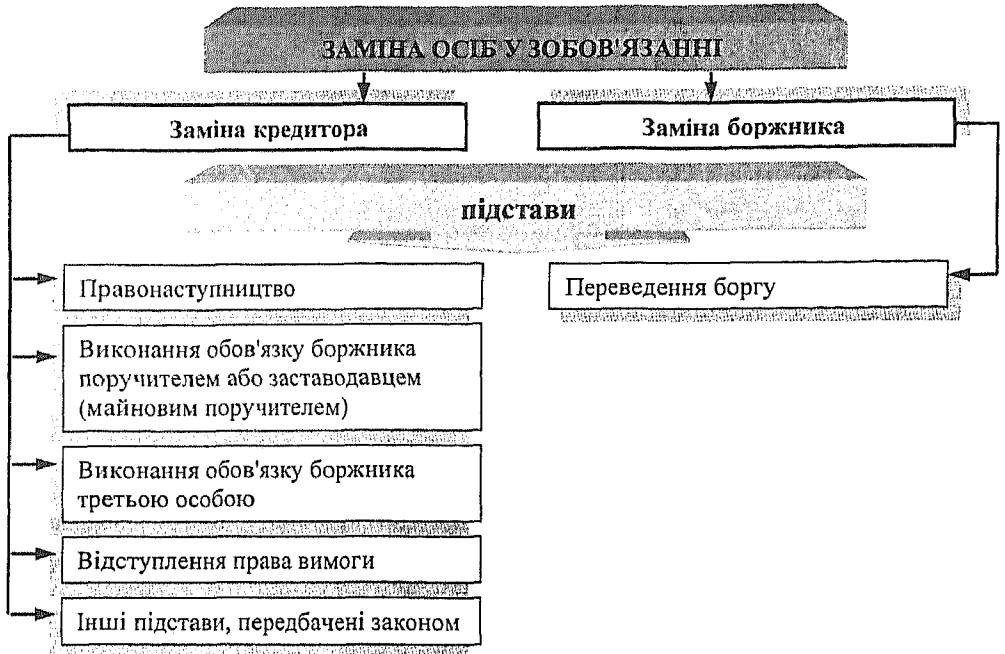 ЗАМІНА ОСІБ У ЗОБОВ'ЯЗАННІ
Заміна кредитора
Заміна боржника
підстави
Правонаступництво
Переведення боргу
Виконання обов'язку боржника
поручителем або заставодавцем
(майновим поручителем)
Виконання обов'язку боржника
третьою особою
Відступлення права вимоги
Інші підстави, передбачені законом